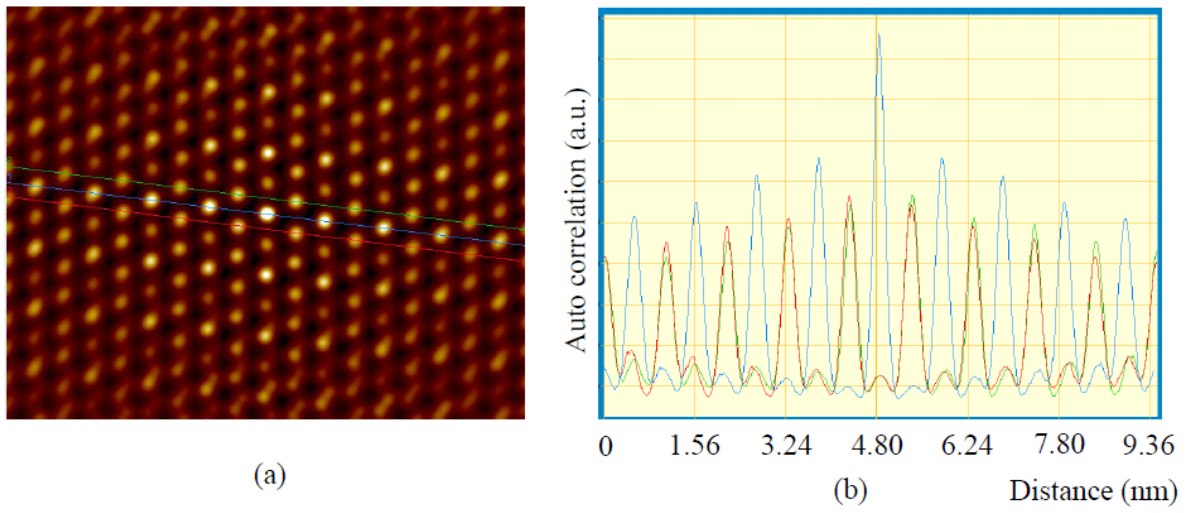 Auto correlation (a.u.)
0 1.56 3.24 4.80 6.24 7.80 9.36
(a)
(b) Distance (nm)